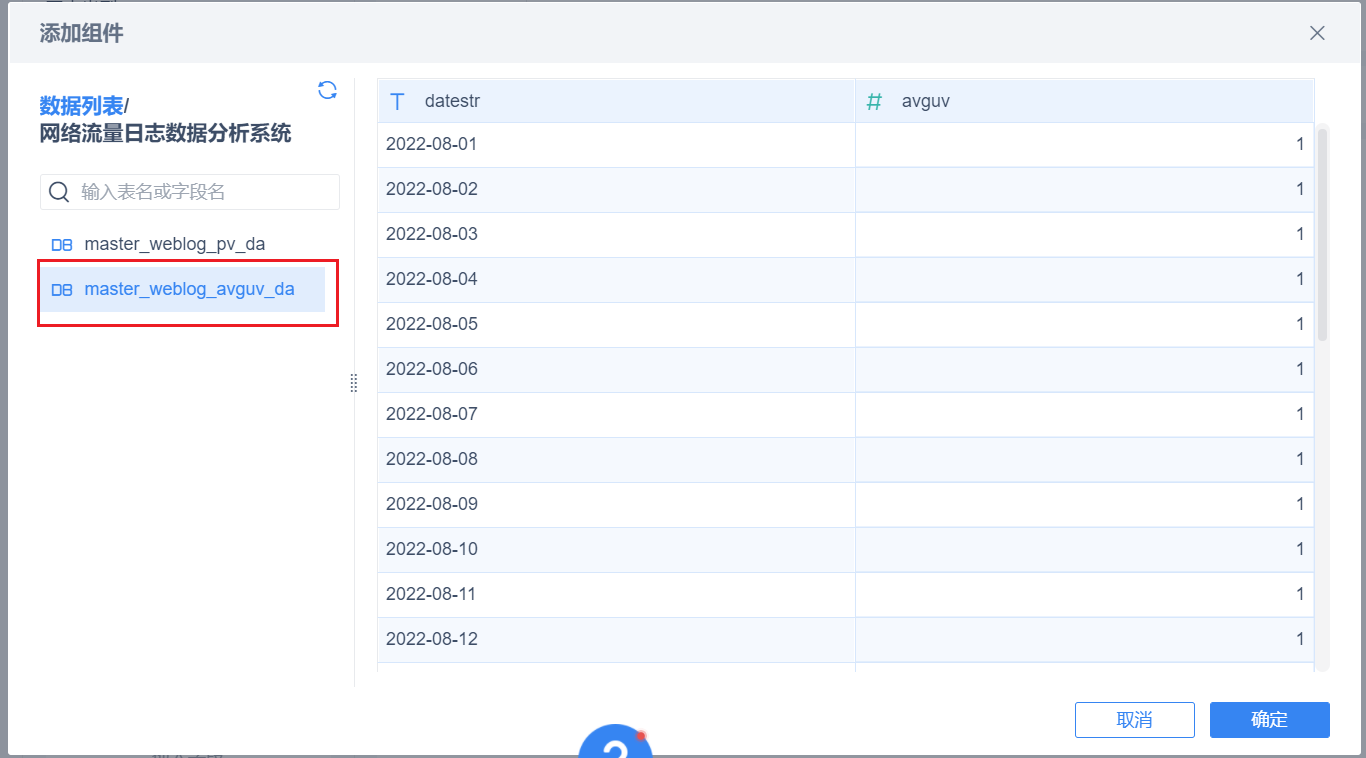 添加组件
数据列表/
网络流量日志数据分析系统
输入表名或字段名
DB master_weblog_pv_da
DB master_weblog_avguv_da
T datestr # avguv
2022-08-01 1
2022-08-02 1
2022-08-03 1
2022-08-04 1
2022-08-05 1
2022-08-06 1
2022-08-07 1
2022-08-08 1
2022-08-09 1
2022-08-10 1
2022-08-11 1
2022-08-12 1
取消 确定